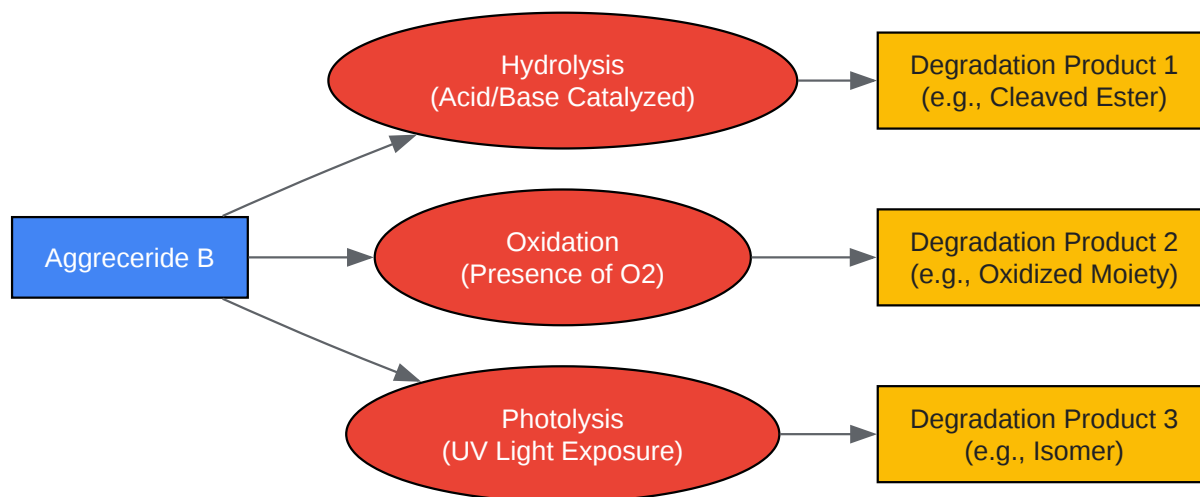 Hydrolysis
(Acid/Base Catalyzed)
Degradation Product 1
(e.g., Cleaved Ester)
Aggreceride B
Oxidation
(Presence of O2)
Degradation Product 2
(e.g., Oxidized Moiety)
Photolysis
(UV Light Exposure)
Degradation Product 3
(e.g., Isomer)